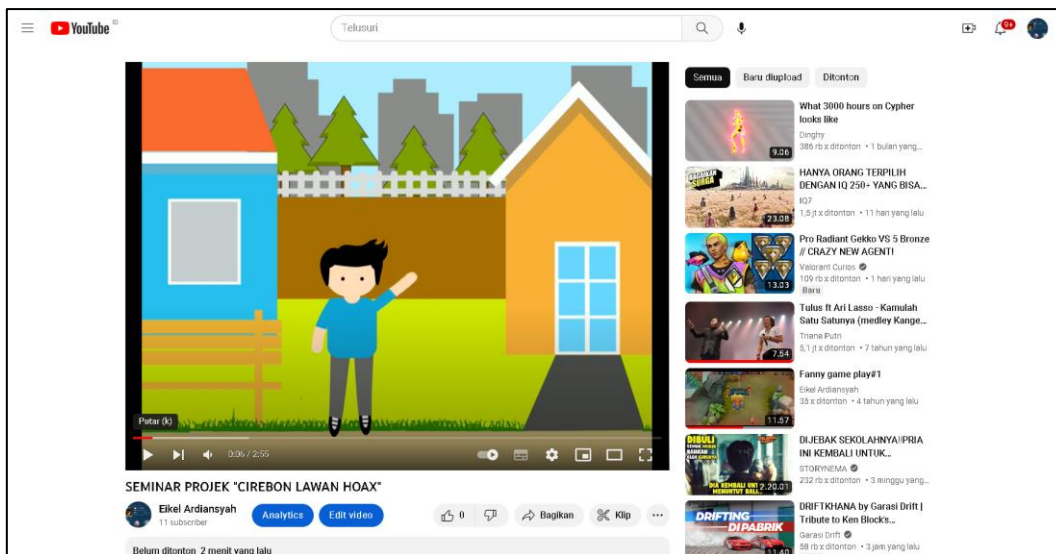 YouTube ID
Telusuri
9+
Semua
Baru diupload
Ditonton
What 3000 hours on Cypher
looks like
Dinghy
386 rb x ditonton • 1 bulan yang...
9.06
HANYA ORANG TERPILIH
DENGAN IQ 250+ YANG BISA...
IQ7
1,5 jt x ditonton • 11 hari yang lalu
SURGA
23.08
Pro Radiant Gekko VS 5 Bronze
// CRAZY NEW AGENT!
Valorant Curios
109 rb x ditonton • 1 hari yang lalu
Baru
13.03
Tulus ft Ari Lasso - Kamulah
Satu Satunya (medley Kange...
Triana Putri
5,1 jt x ditonton • 7 tahun yang lalu
7.54
Fanny game play#1
Eikel Ardiansyah
35 x ditonton • 4 tahun yang lalu
11.57
DIJEBAK SEKOLAHNYA!!PRIA
INI KEMBALI UNTUK...
STORYNEMA
232 rb x ditonton • 3 minggu yang...
DIBULI
2.20.01
DRIFTKHANA by Garasi Drift |
Tribute to Ken Block's...
Garasi Drift
58 rb x ditonton • 3 jam yang lalu
DRIFTING
DI PABRIK
11.40
Putar (k)
0:06 / 2:55
SEMINAR PROJEK "CIREBON LAWAN HOAX"
Eikel Ardiansyah
11 subscriber
Analytics
Edit video
0
Bagikan
Klip
Belum ditonton 2 menit yang lalu